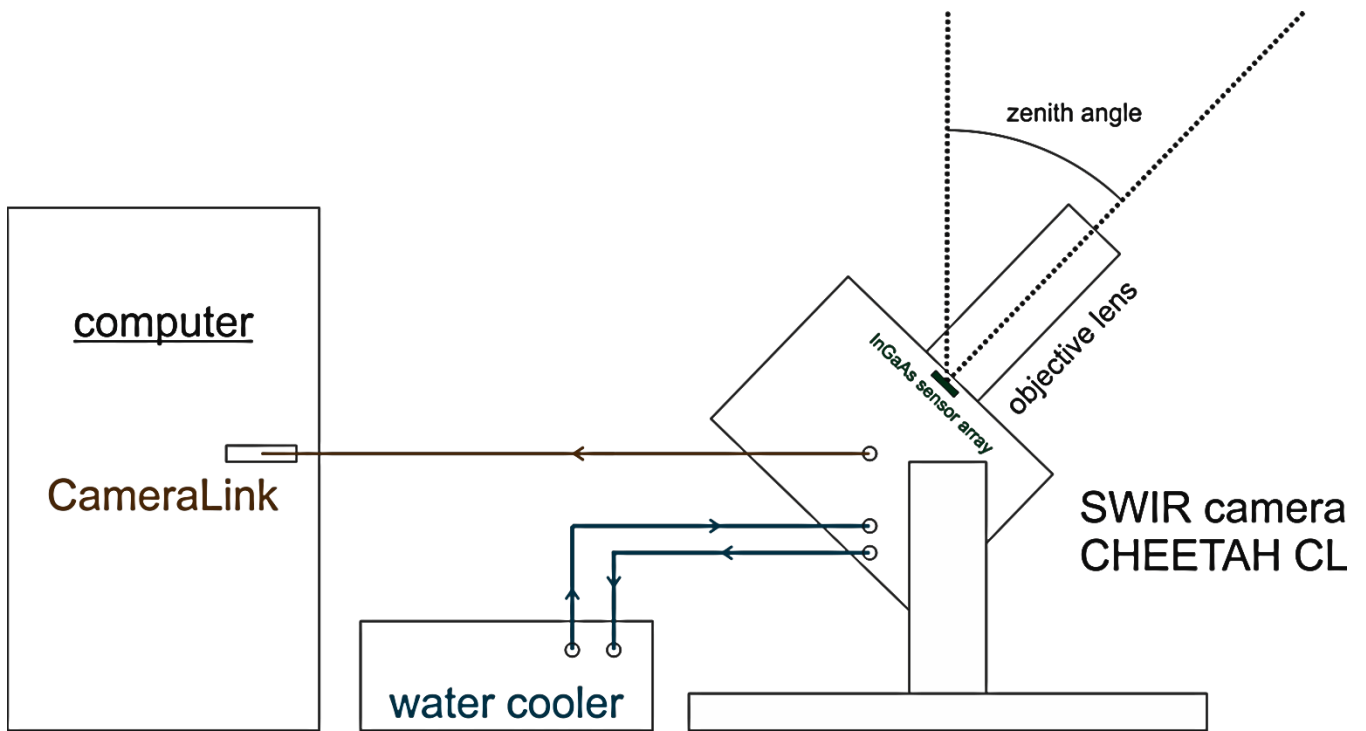 zenith angle
computer
objective lens
InGaAs sensor array
CameraLink
SWIR camera
CHEETAH CL
water cooler